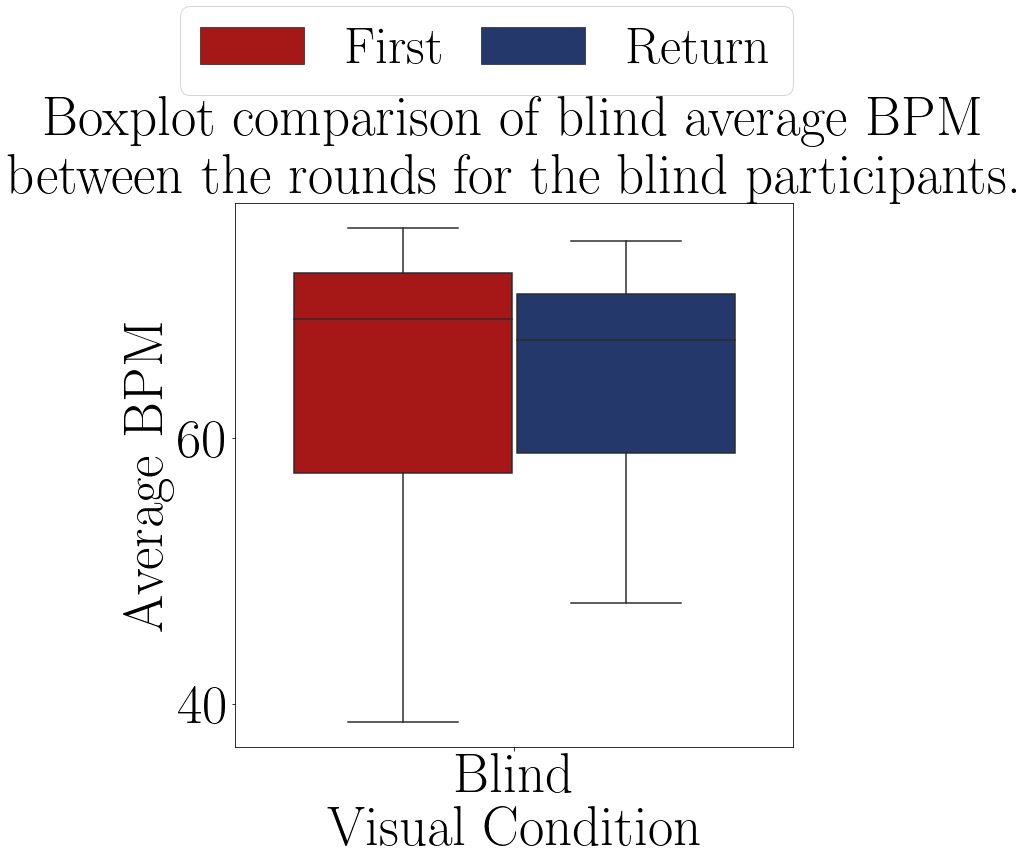 First Return
Boxplot comparison of blind average BPM
between the rounds for the blind participants.
Average BPM
60
40
Blind
Visual Condition